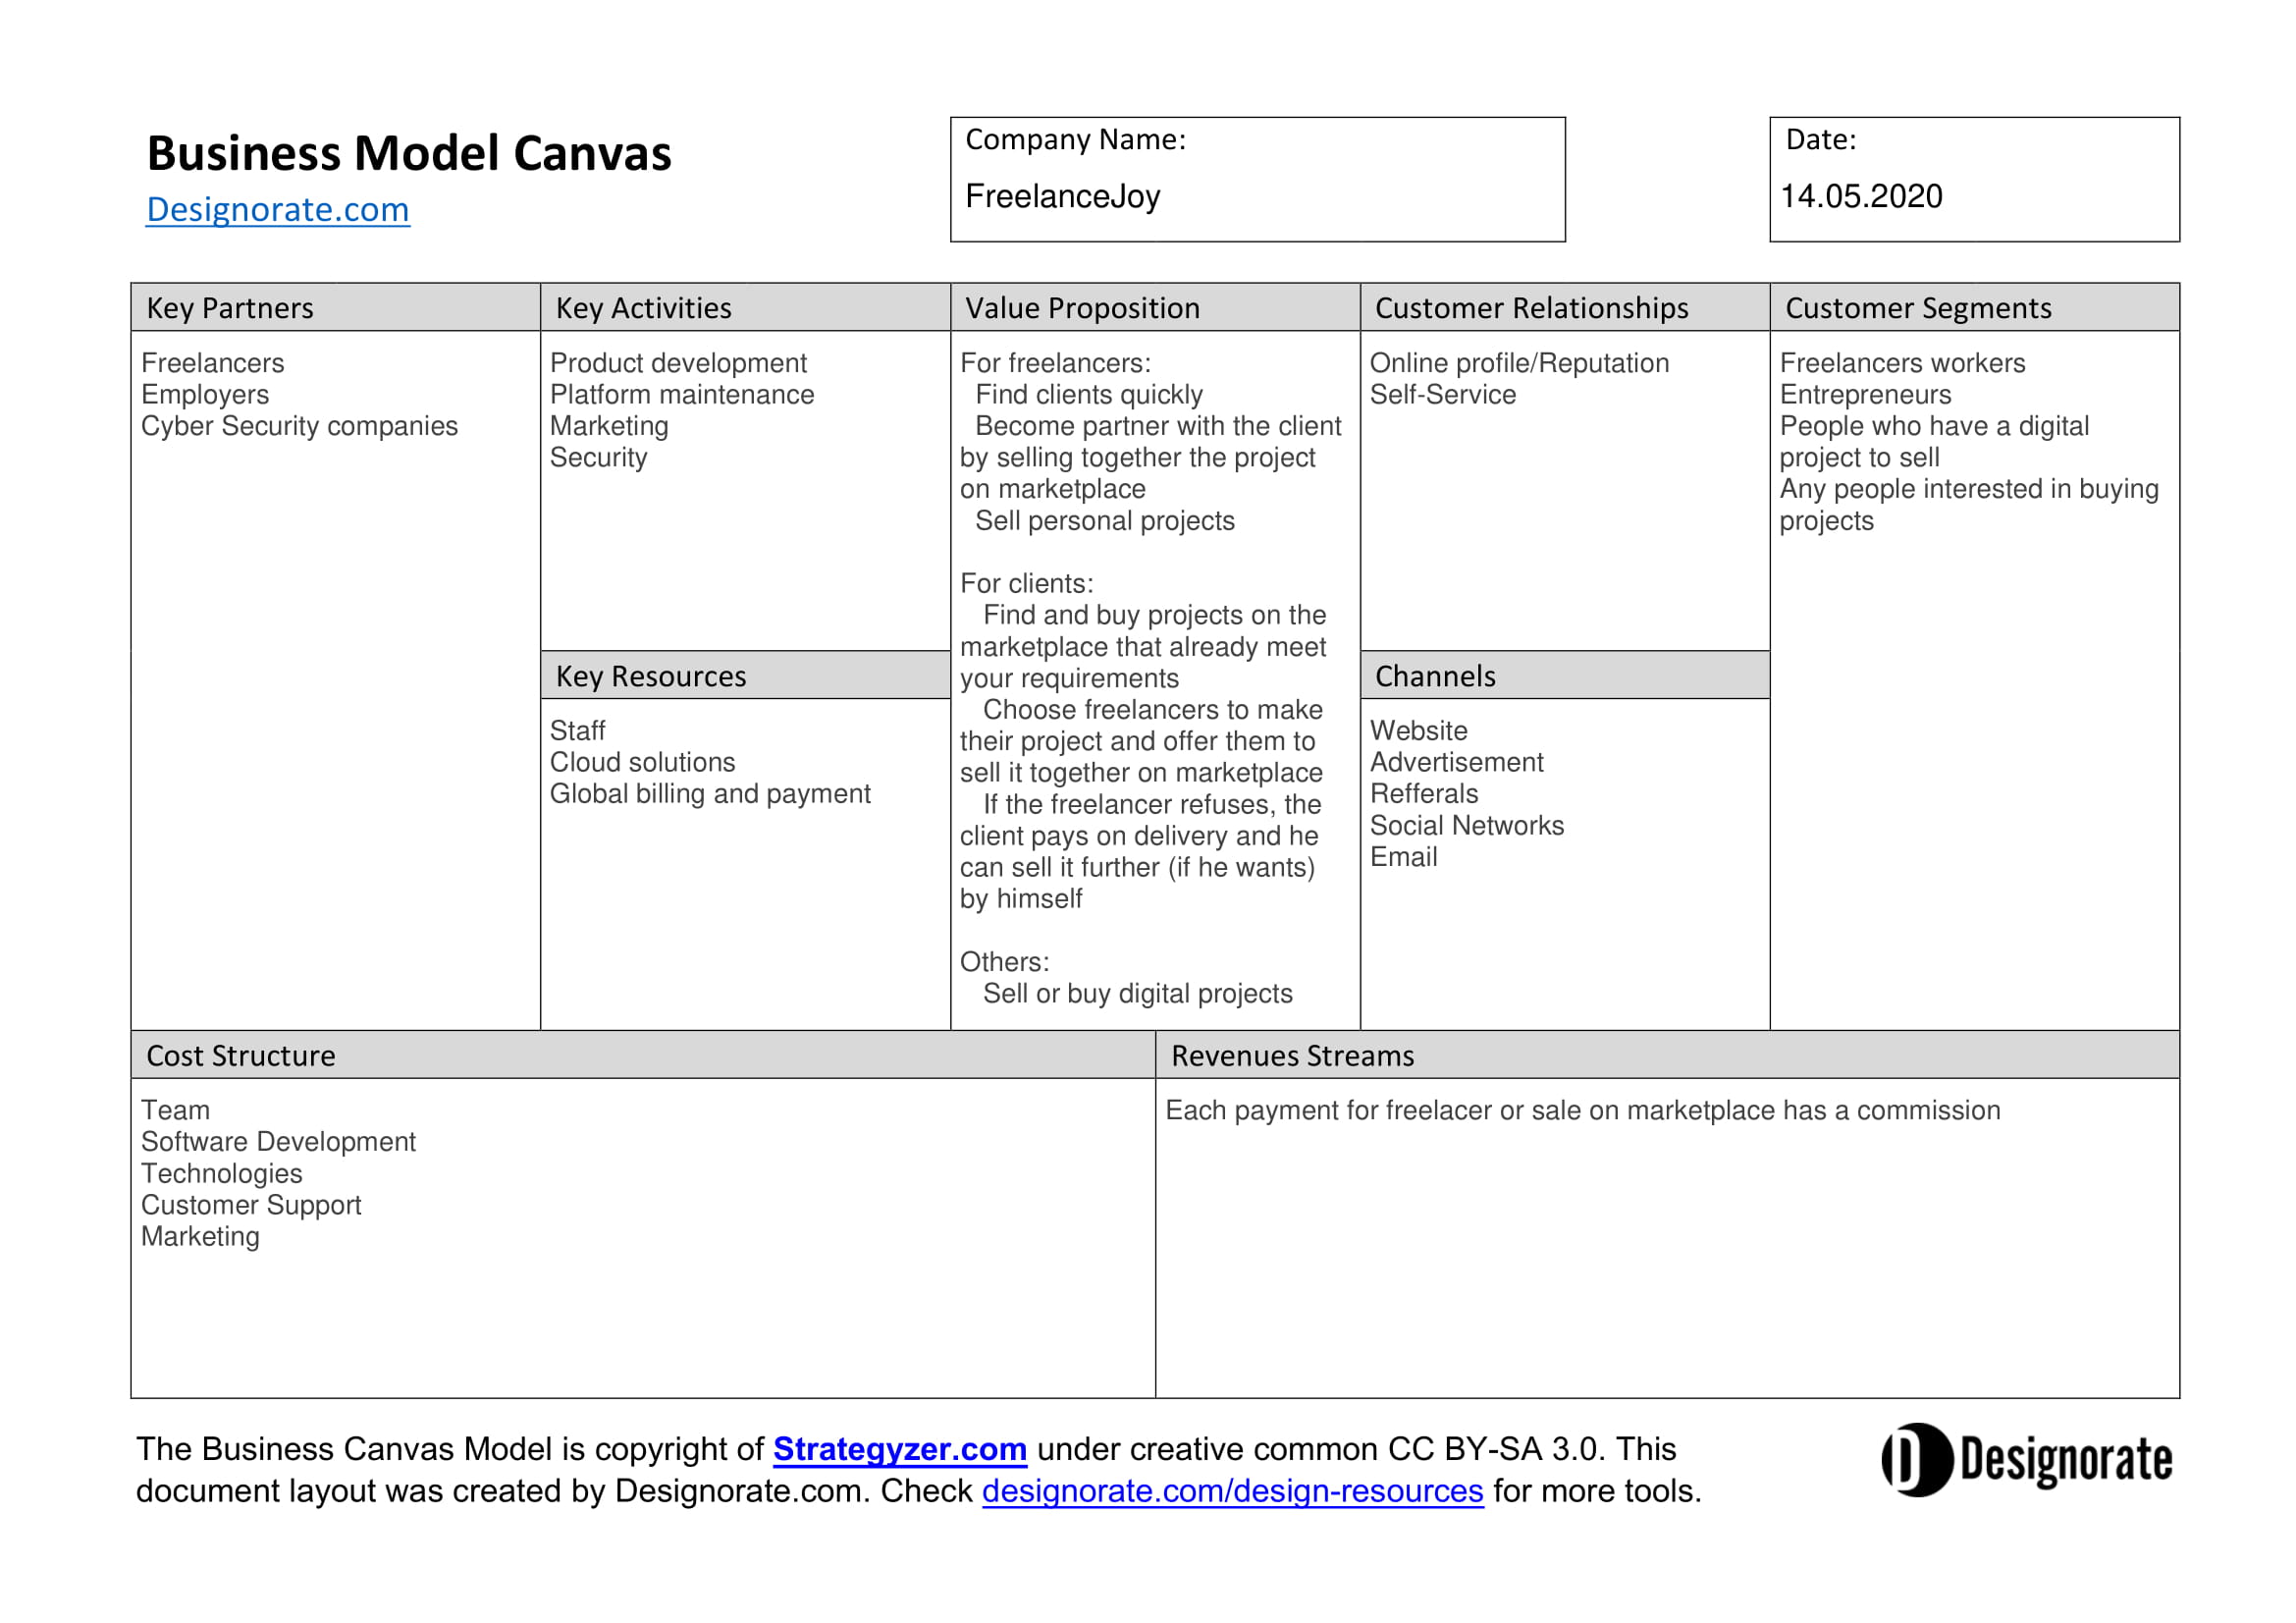 Business Model Canvas
Designorate.com
Company Name:
FreelanceJoy
Date:
14.05.2020
Key Partners
Freelancers
Employers
Cyber Security companies
Key Activities
Product development
Platform maintenance
Marketing
Security
Key Resources
Staff
Cloud solutions
Global billing and payment
Value Proposition
For freelancers:
Find clients quickly
Become partner with the client
by selling together the project
on marketplace
Sell personal projects
For clients:
Find and buy projects on the
marketplace that already meet
your requirements
Choose freelancers to make
their project and offer them to
sell it together on marketplace
If the freelancer refuses, the
client pays on delivery and he
can sell it further (if he wants)
by himself
Others:
Sell or buy digital projects
Customer Relationships
Online profile/Reputation
Self-Service
Channels
Website
Advertisement
Refferals
Social Networks
Email
Customer Segments
Freelancers workers
Entrepreneurs
People who have a digital
project to sell
Any people interested in buying
projects
Cost Structure
Team
Software Development
Technologies
Customer Support
Marketing
Revenues Streams
Each payment for freelacer or sale on marketplace has a commission
The Business Canvas Model is copyright of Strategyzer.com under creative common CC BY-SA 3.0. This
document layout was created by Designorate.com. Check designorate.com/design-resources for more tools.
Designorate